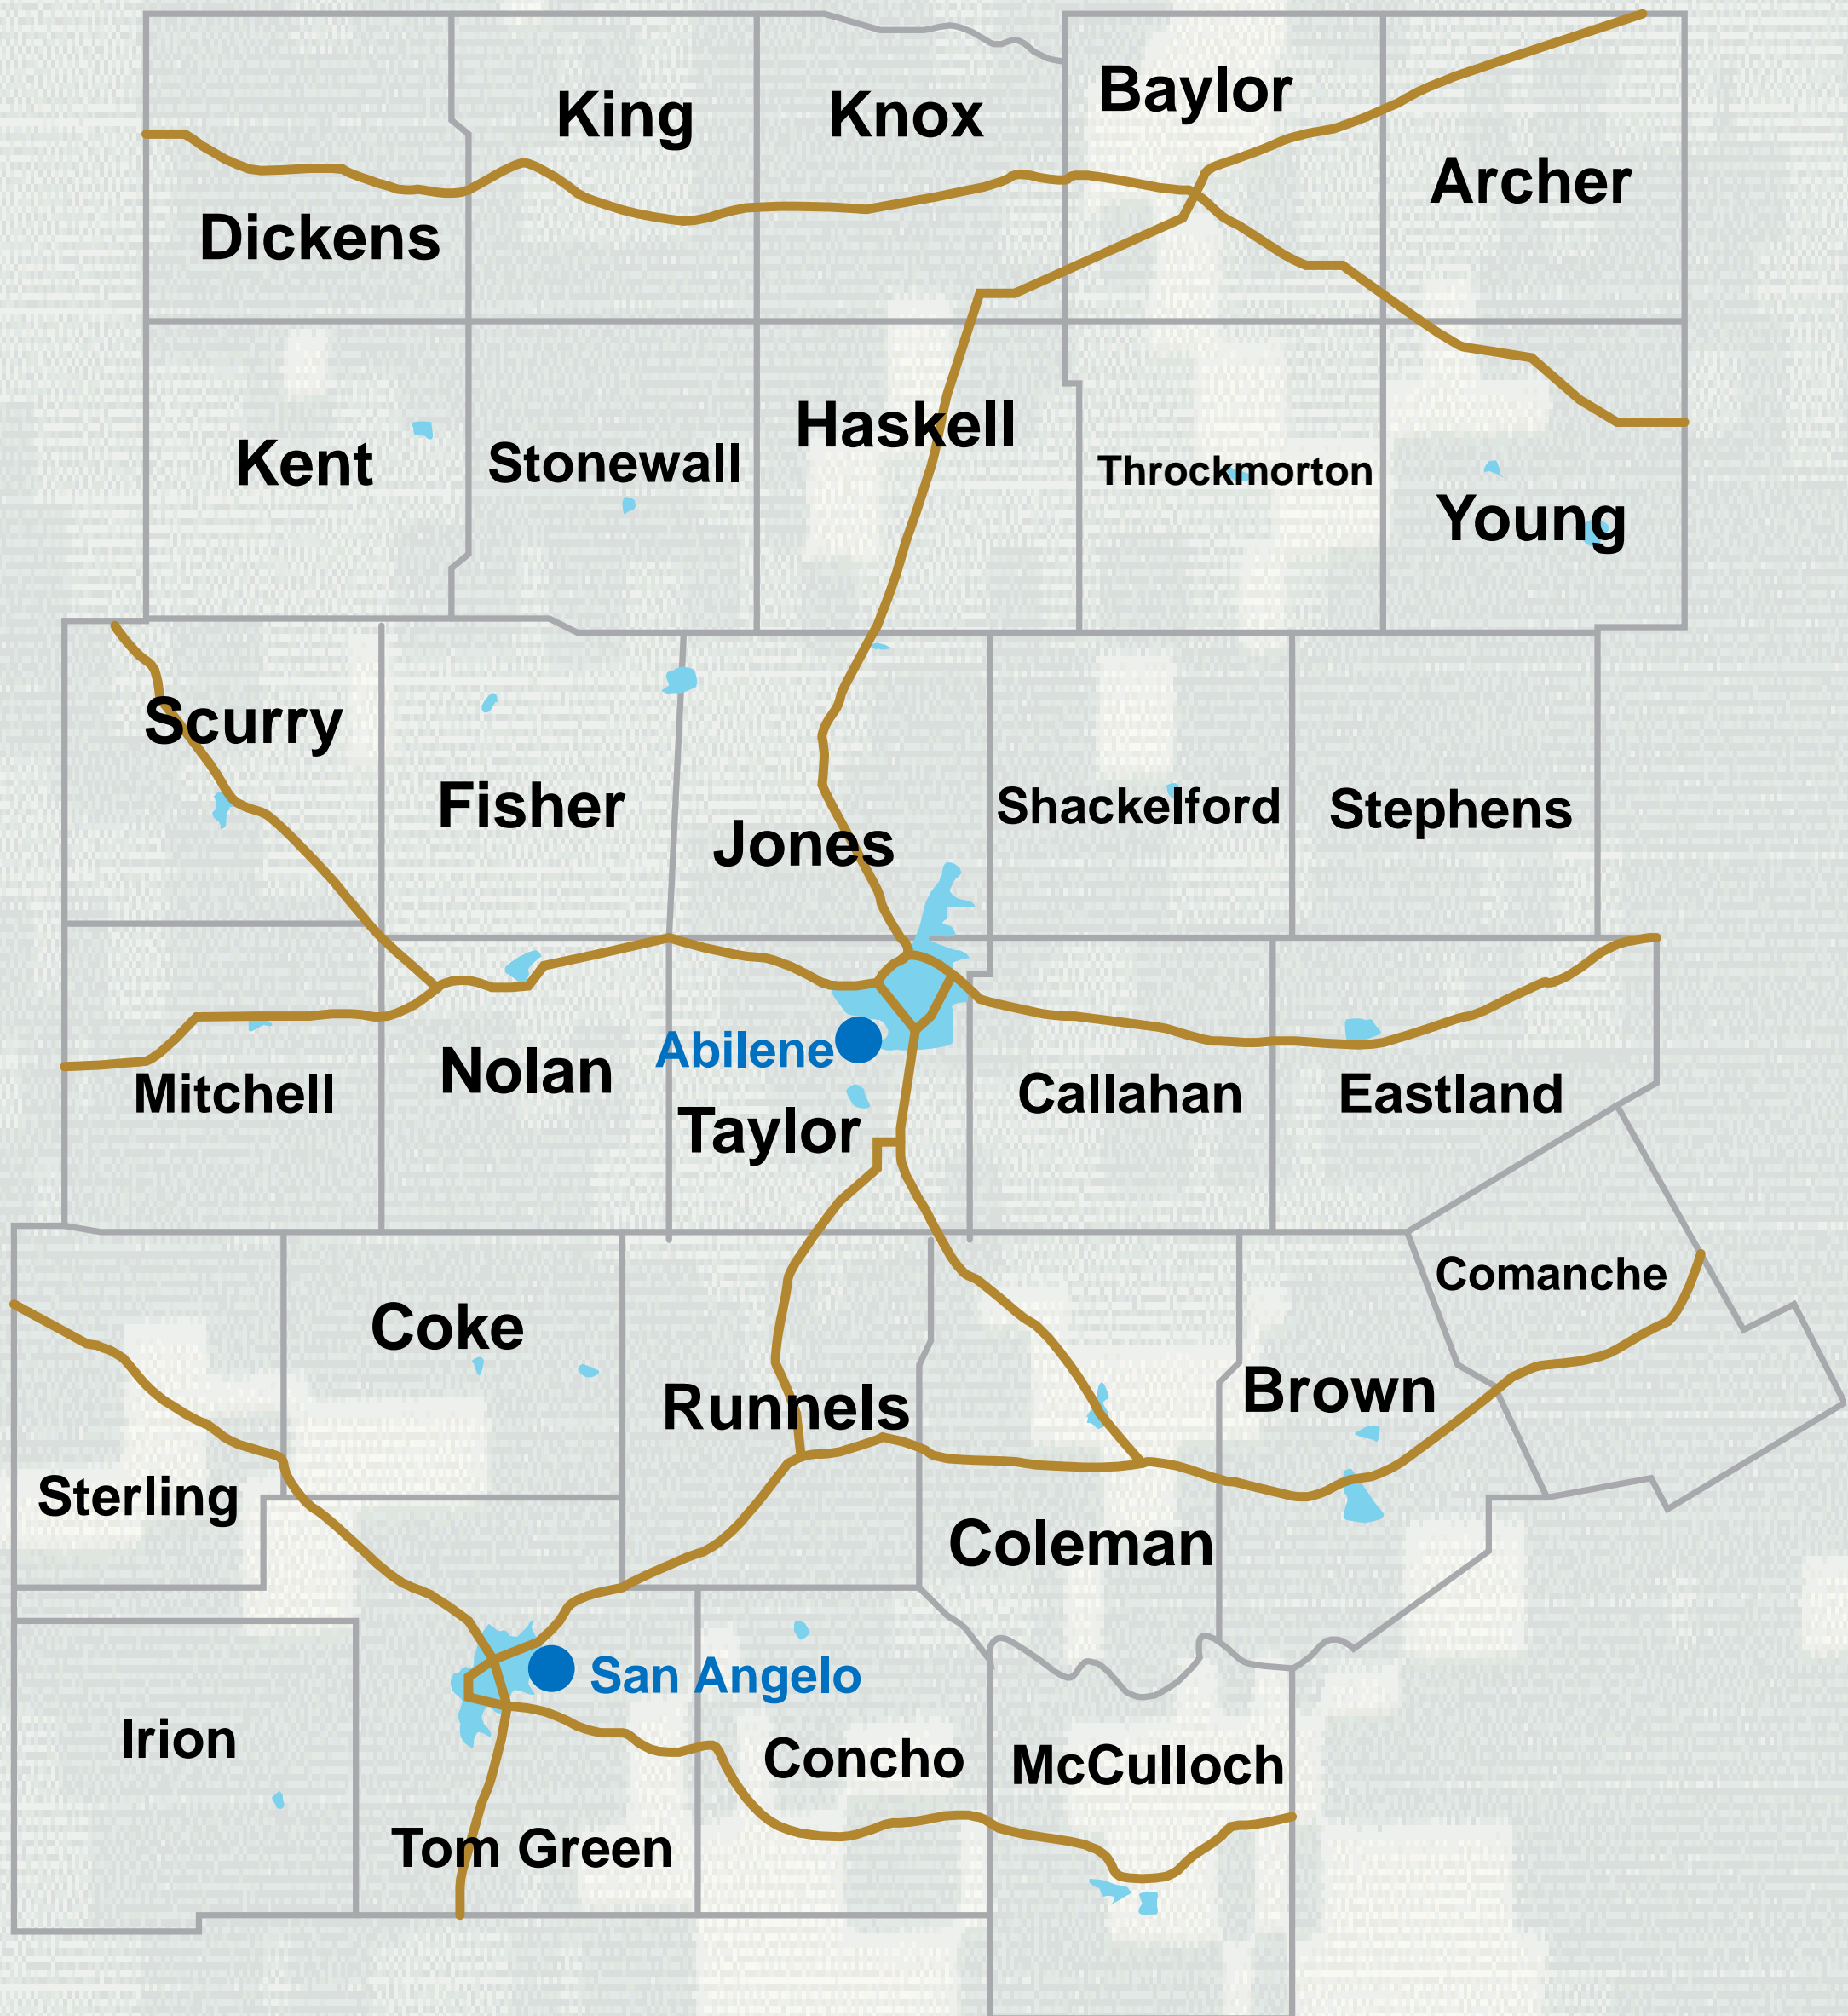 Baylor
King
Knox
Archer
Dickens
Haskell
Kent
Stonewall
Throckmorton
Young
Scurry
Fisher
Jones
Shackelford
Stephens
Abilene
Nolan
Mitchell
Callahan
Eastland
Taylor
Comanche
Coke
Runnels
Brown
Sterling
Coleman
San Angelo
Irion
Concho
McCulloch
Tom Green